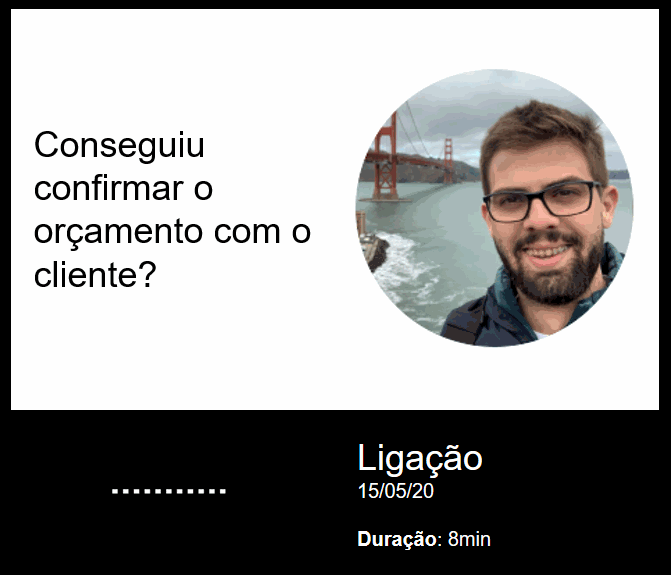 Conseguiu
confirmar o
orçamento com o
cliente?
Ligação
15/05/20
Duração: 8min